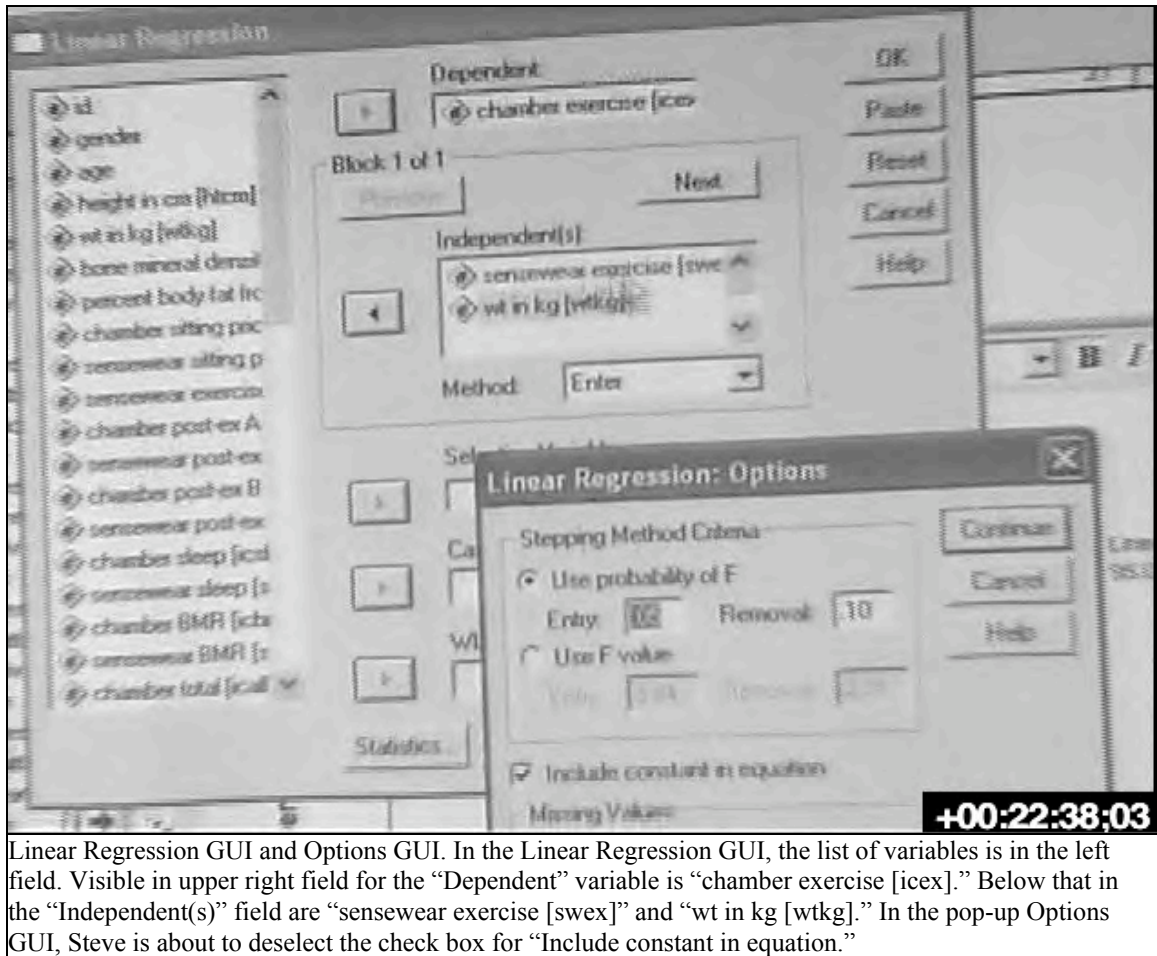 Linear Regression
id
gender
age
height in cm [htcm]
wt in kg [wtkg]
bone mineral densit
percent body fat fro
chamber sitting
sensewear sitting p
sensewear exercise
chamber post-ex A
sensewear post-ex
chamber post-ex B
sensewear post-ex
chamber sleep
sensewear sleep [s
chamber BMR
sensewear BMR [s
chamber total [icall
Dependent:
chamber exercise [icex
Block 1 of 1
Previous
Next
Independent(s):
sensewear exercise [swe
wt in kg [wtkg]
Method:
Enter
Statistics...
OK
Paste
Reset
Cancel
Help
B I
Linear Regression: Options
Stepping Method Criteria
Use probability of F
Entry: .05 Removal: .10
Use F value
Entry: 3.84 Removal:
Include constant in equation
Missing Values
Continue
Cancel
Help
+00:22:38;03
Linear Regression GUI and Options GUI. In the Linear Regression GUI, the list of variables is in the left
field. Visible in upper right field for the “Dependent” variable is “chamber exercise [icex].” Below that in
the “Independent(s)” field are “sensewear exercise [swex]” and “wt in kg [wtkg].” In the pop-up Options
GUI, Steve is about to deselect the check box for “Include constant in equation.”